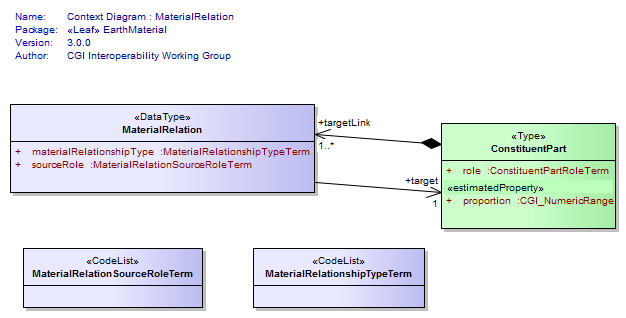 Name: Context Diagram : MaterialRelation
Package: «Leaf» EarthMaterial
Version: 3.0.0
Author: CGI Interoperability Working Group
«DataType»
MaterialRelation
+ materialRelationshipType :MaterialRelationshipTypeTerm
+ sourceRole :MaterialRelationSourceRoleTerm
+targetLink
1..*
+target
1
«Type»
ConstituentPart
+ role :ConstituentPartRoleTerm
«estimatedProperty»
+ proportion :CGI_NumericRange
«CodeList»
MaterialRelationSourceRoleTerm
«CodeList»
MaterialRelationshipTypeTerm